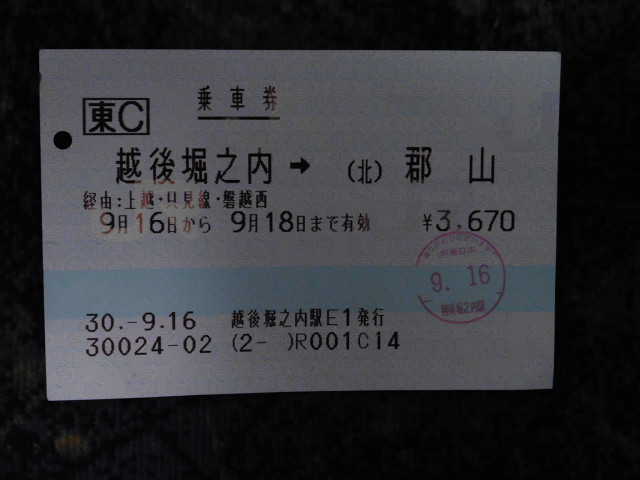 乗車券
東C
越後堀之内 → (北) 郡山
経由:上越・只見線・磐越西
9月16日から 9月18日まで有効 ¥3,670
9.16
30.-9.16 越後堀之内駅E1発行
30024-02 (2- )R001C14